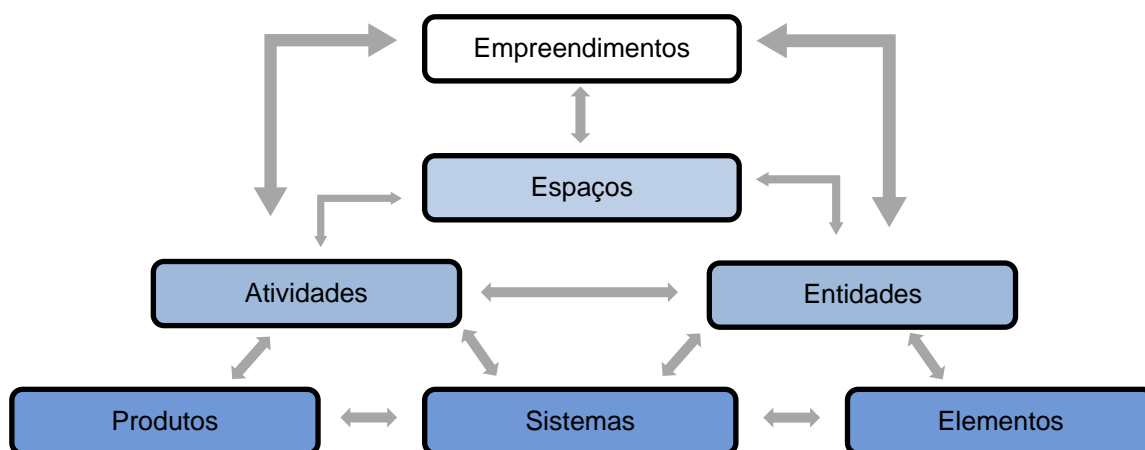 Empreendimentos
Espaços
Atividades
Entidades
Produtos
Sistemas
Elementos